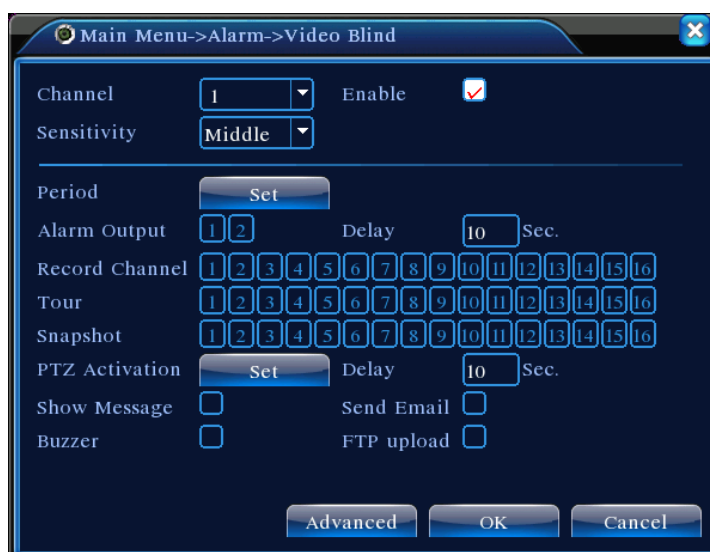 Main Menu->Alarm->Video Blind
Channel 1 Enable
Sensitivity Middle
Period Set
Alarm Output 1 2 Delay 10 Sec.
Record Channel 1 2 3 4 5 6 7 8 9 10 11 12 13 14 15 16
Tour 1 2 3 4 5 6 7 8 9 10 11 12 13 14 15 16
Snapshot 1 2 3 4 5 6 7 8 9 10 11 12 13 14 15 16
PTZ Activation Set Delay 10 Sec.
Show Message Send Email
Buzzer FTP upload
Advanced OK Cancel